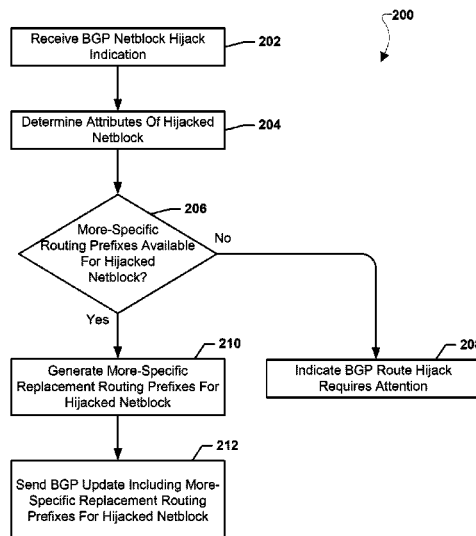 200
Receive BGP Netblock Hijack
Indication
202
Determine Attributes Of Hijacked
Netblock
204
206
More-Specific
Routing Prefixes Available
For Hijacked
Netblock?
No
Yes
210
Generate More-Specific
Replacement Routing Prefixes For
Hijacked Netblock
Indicate BGP Route Hijack
Requires Attention
212
Send BGP Update Including More-
Specific Replacement Routing
Prefixes For Hijacked Netblock